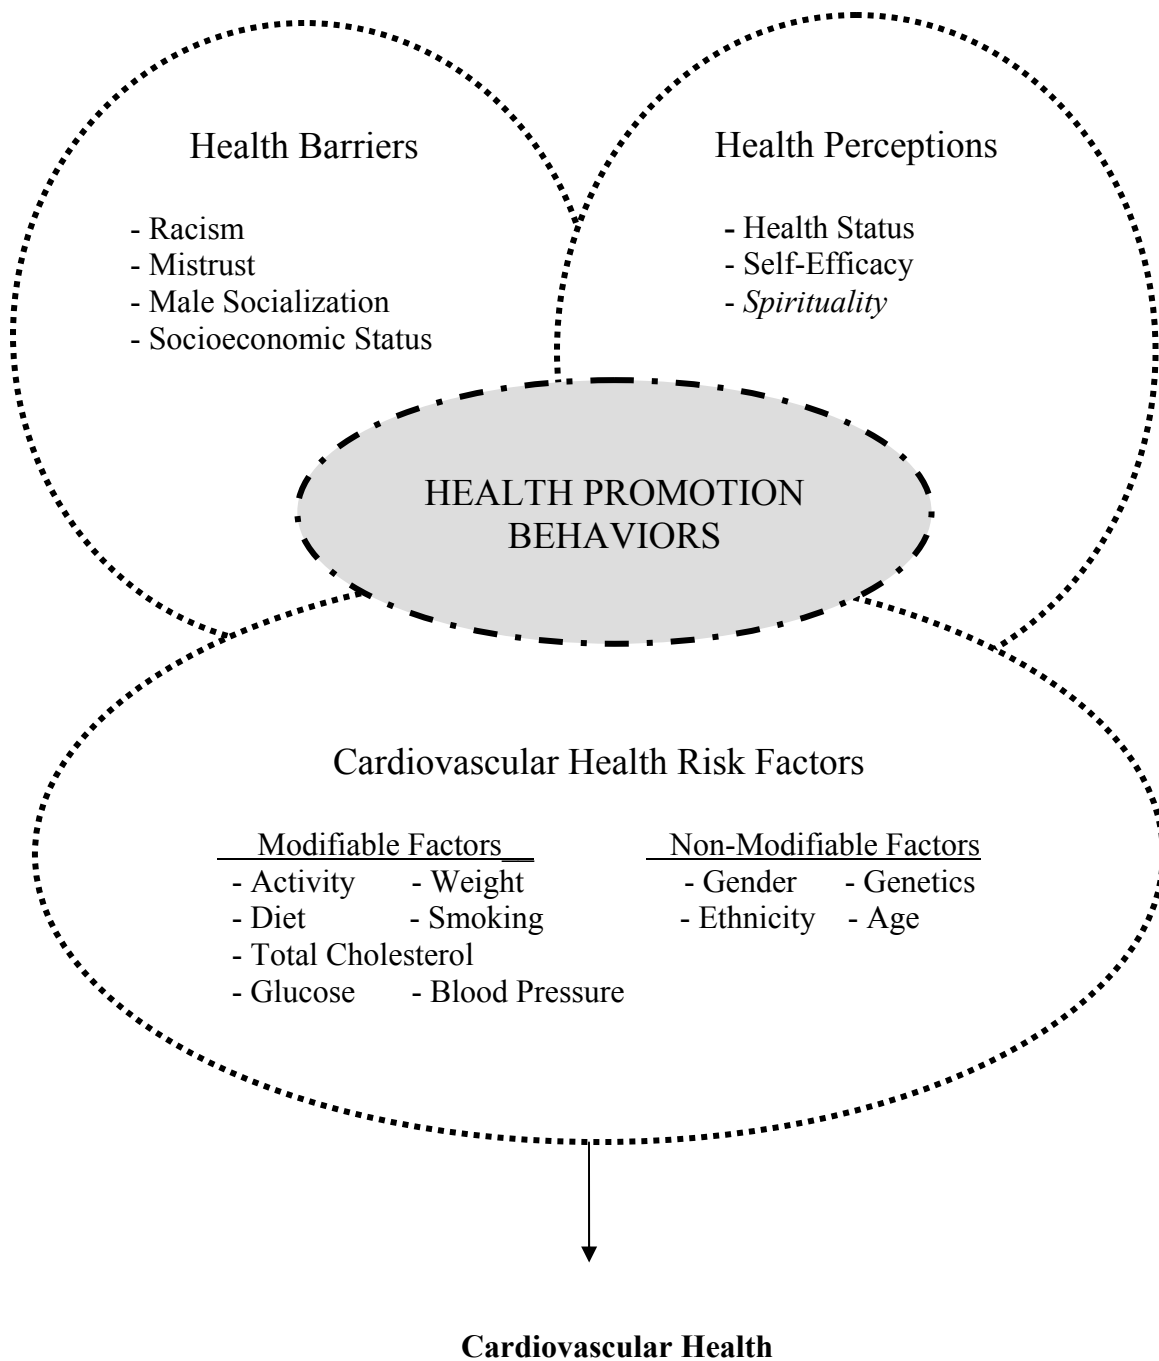 Health Barriers
- Racism
- Mistrust
- Male Socialization
- Socioeconomic Status
Health Perceptions
- Health Status
- Self-Efficacy
- Spirituality
HEALTH PROMOTION
BEHAVIORS
Cardiovascular Health Risk Factors
Modifiable Factors
- Activity - Weight
- Diet - Smoking
- Total Cholesterol
- Glucose - Blood Pressure
Non-Modifiable Factors
- Gender - Genetics
- Ethnicity - Age
Cardiovascular Health